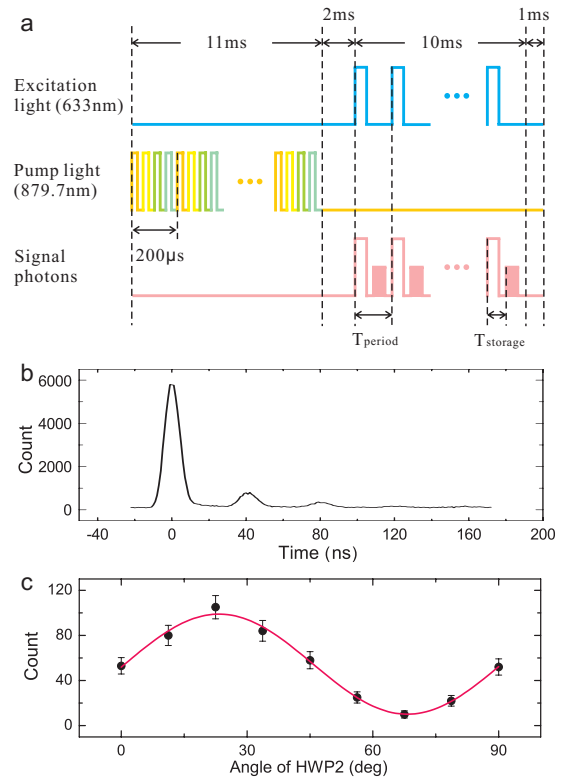 a
2ms
1ms
11ms
10ms
Excitation
light (633nm)
Pump light
(879.7nm)
200μs
Signal
photons
Tperiod
Tstorage
b
6000
4000
2000
0
Count
-40
0
40
80
120
160
200
Time (ns)
c
120
80
40
0
Count
0
30
60
90
Angle of HWP2 (deg)